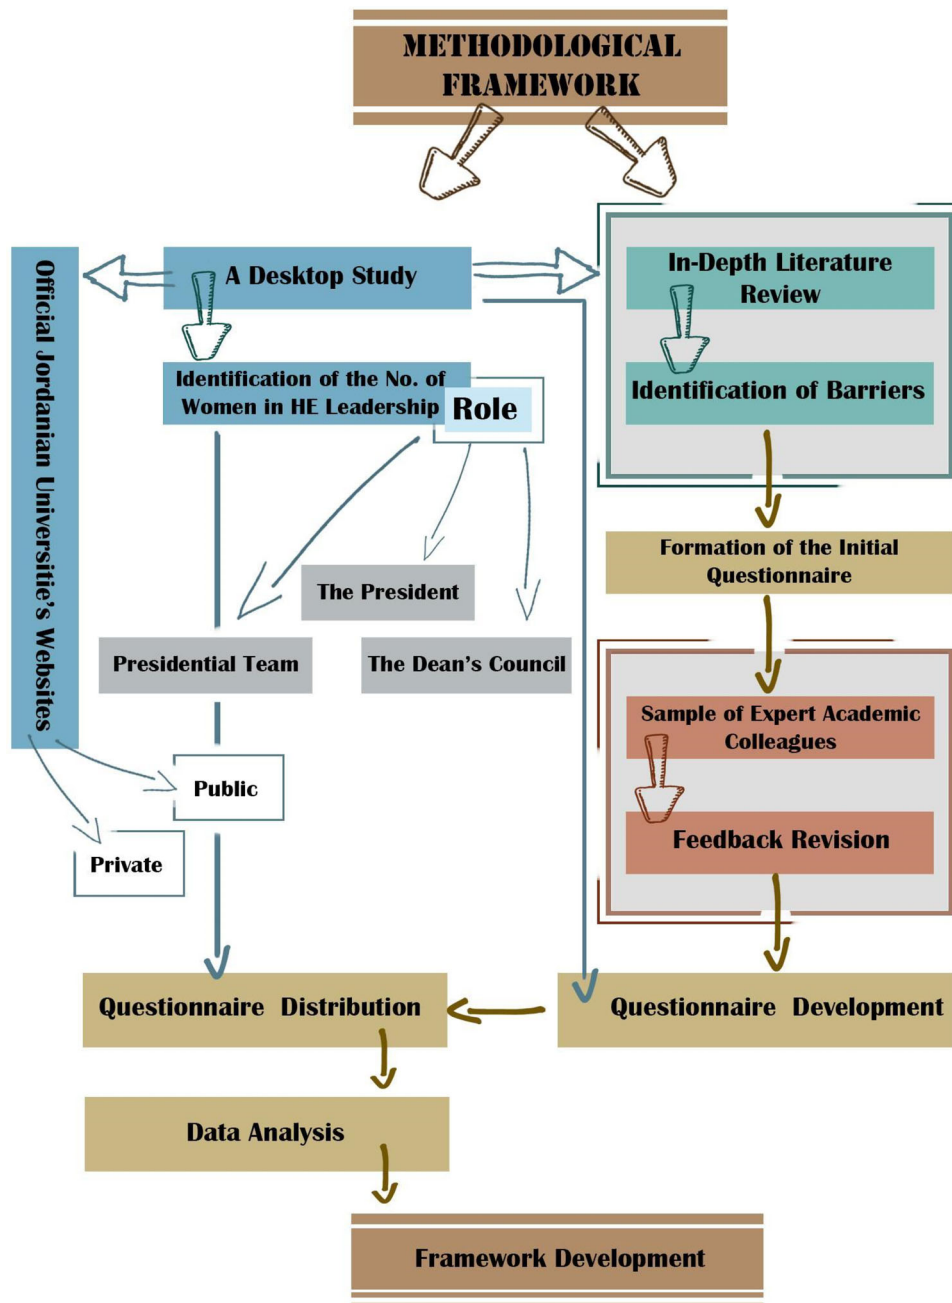 METHODOLOGICAL
FRAMEWORK
Official Jordanian Universitie's Websites
A Desktop Study
In-Depth Literature
Review
Identification of the No. of
Women in HE Leadership
Role
Identification of Barriers
The President
Presidential Team
The Dean's Council
Formation of the Initial
Questionnaire
Sample of Expert Academic
Colleagues
Public
Private
Feedback Revision
Questionnaire Distribution
Questionnaire Development
Data Analysis
Framework Development